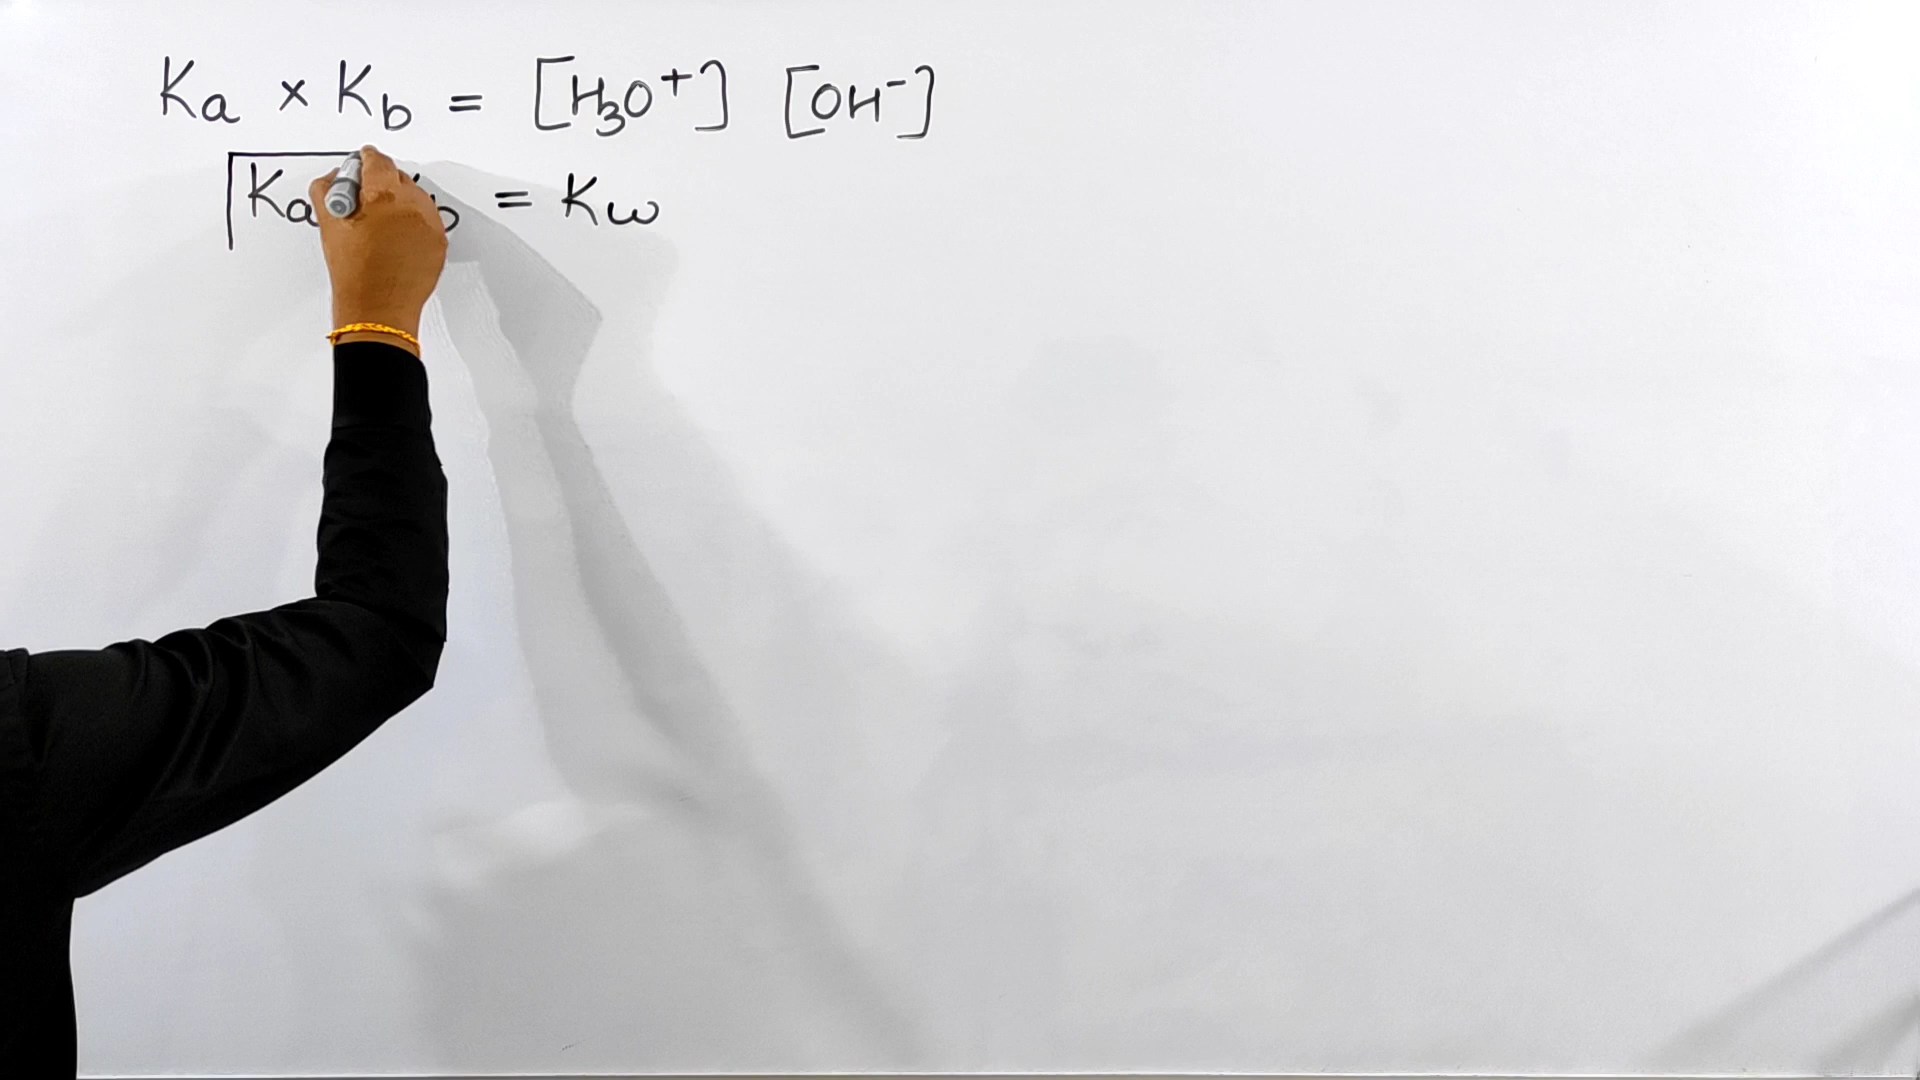 Ka × Kb = [H₃O⁺] [OH⁻]
Ka b = Kw